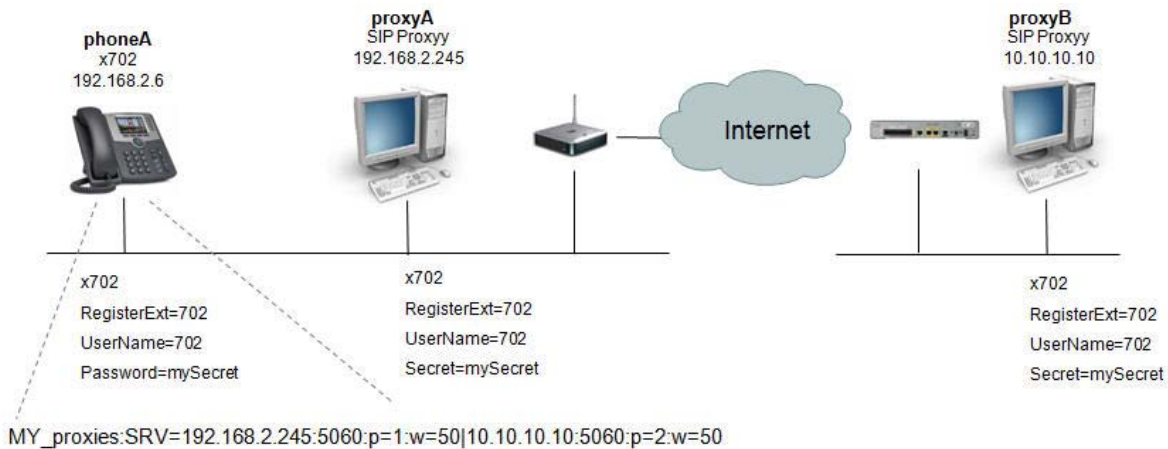 phoneA
x702
192.168.2.6
proxyA
SIP Proxyy
192.168.2.245
Internet
proxyB
SIP Proxyy
10.10.10.10
x702
RegisterExt=702
UserName=702
Password=mySecret
x702
RegisterExt=702
UserName=702
Secret=mySecret
x702
RegisterExt=702
UserName=702
Secret=mySecret
MY_proxies:SRV=192.168.2.245:5060:p=1:w=50|10.10.10.10:5060:p=2:w=50